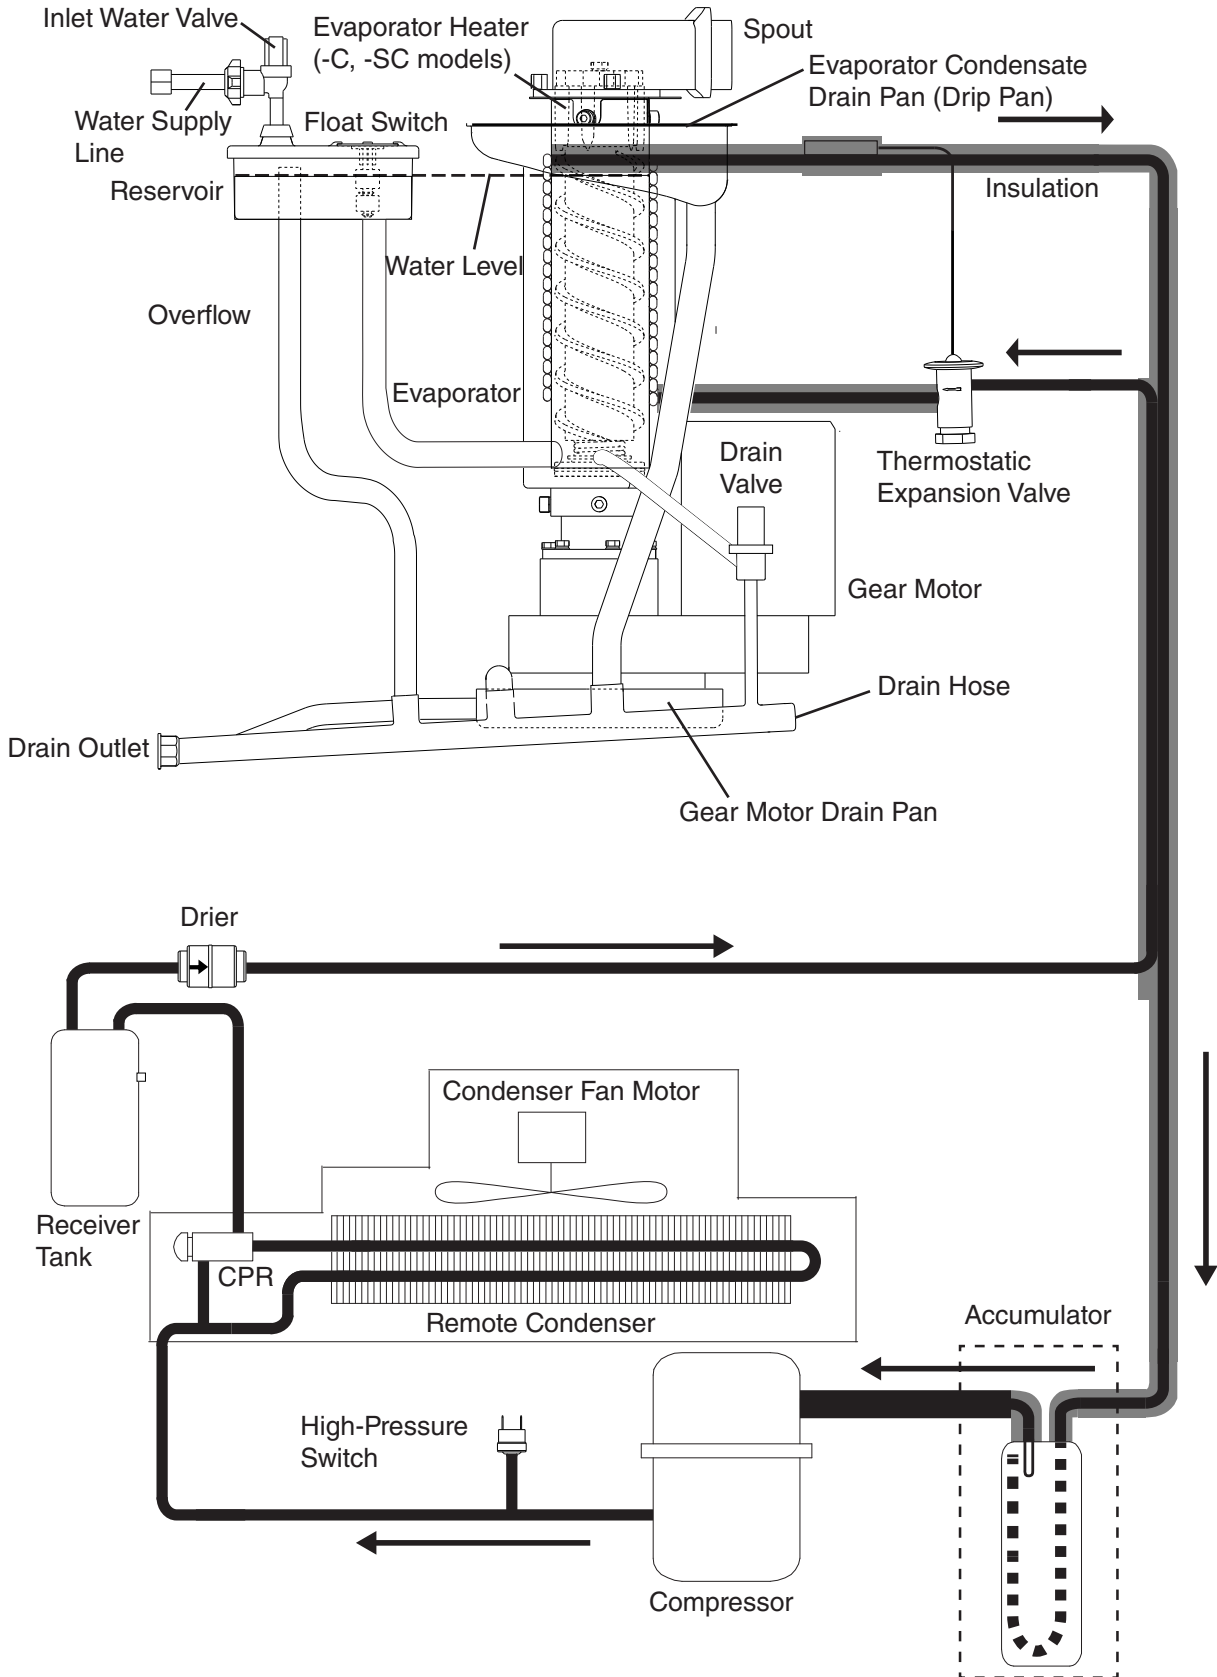 Inlet Water Valve
Evaporator Heater
(-C, -SC models)
Spout
Evaporator Condensate
Drain Pan (Drip Pan)
Water Supply
Line
Float Switch
Reservoir
Insulation
Water Level
Overflow
Evaporator
Drain
Valve
Thermostatic
Expansion Valve
Gear Motor
Drain Hose
Drain Outlet
Gear Motor Drain Pan
Drier
Condenser Fan Motor
Receiver
Tank
CPR
Remote Condenser
Accumulator
High-Pressure
Switch
Compressor